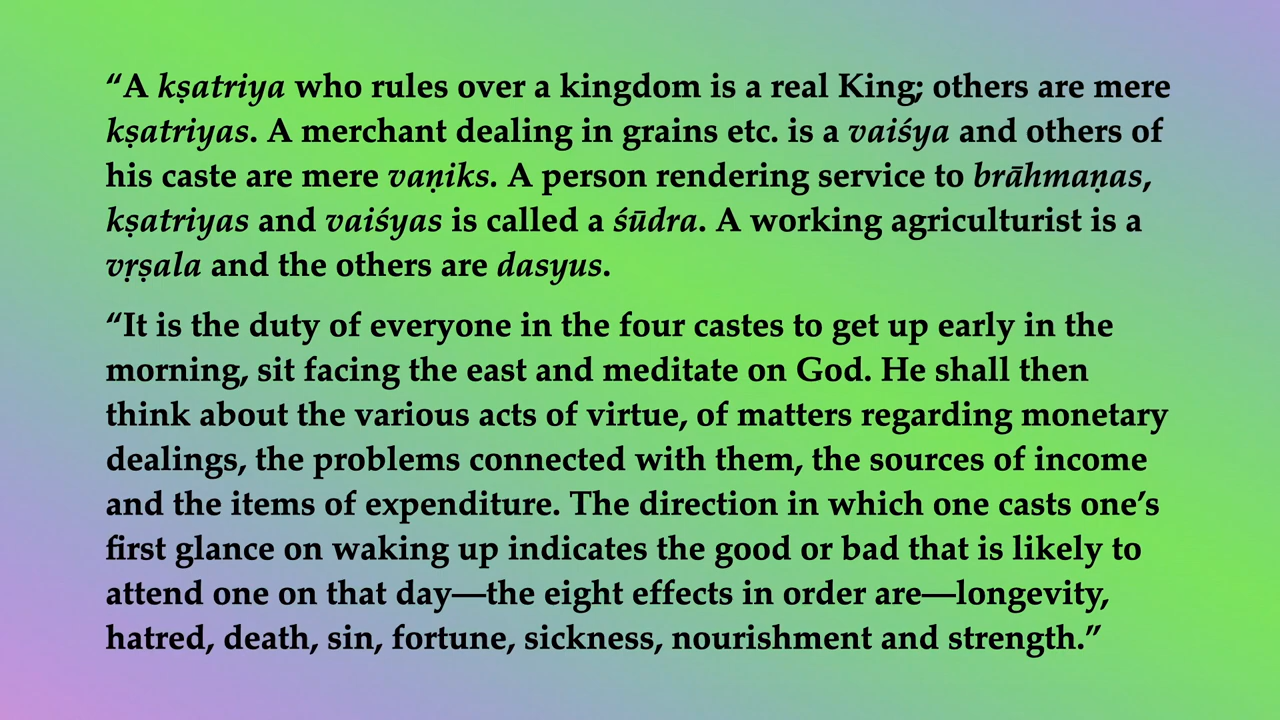 “A kṣatriya who rules over a kingdom is a real King; others are mere
kṣatriyas. A merchant dealing in grains etc. is a vaiśya and others of
his caste are mere vaṇiks. A person rendering service to brāhmaṇas,
kṣatriyas and vaiśyas is called a śūdra. A working agriculturist is a
vṛṣala and the others are dasyus.
“It is the duty of everyone in the four castes to get up early in the
morning, sit facing the east and meditate on God. He shall then
think about the various acts of virtue, of matters regarding monetary
dealings, the problems connected with them, the sources of income
and the items of expenditure. The direction in which one casts one’s
first glance on waking up indicates the good or bad that is likely to
attend one on that day—the eight effects in order are—longevity,
hatred, death, sin, fortune, sickness, nourishment and strength.”